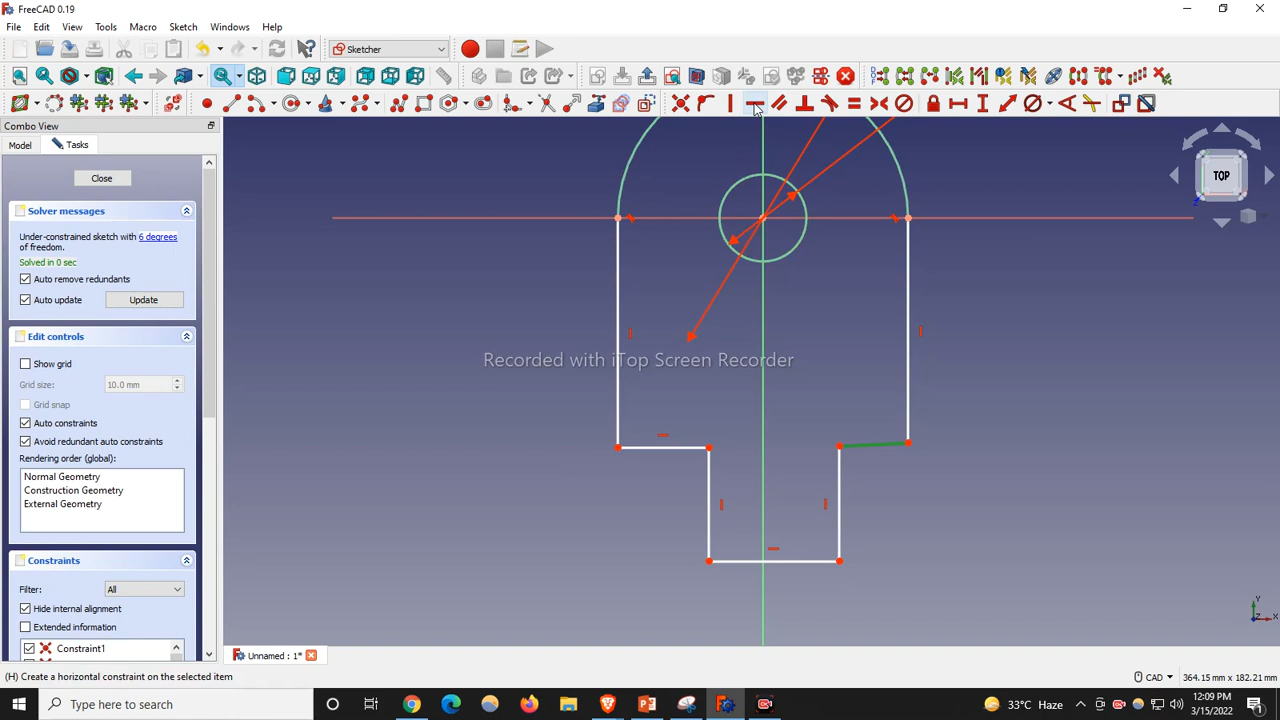 FreeCAD 0.19
File Edit View Tools Macro Sketch Windows Help
Sketcher
Combo View
Model Tasks
Close
Solver messages
Under-constrained sketch with 6 degrees
of freedom.
Solved in 0 sec
Auto remove redundants
Auto update Update
Edit controls
Show grid
Grid size: 10.0 mm
Grid snap
Auto constraints
Avoid redundant auto constraints
Rendering order (global):
Normal Geometry
Construction Geometry
External Geometry
Constraints
Filter: All
Hide internal alignment
Extended information
Constraint1
TOP
Recorded with iTop Screen Recorder
Y
Z
X
Unnamed : 1*
(H) Create a horizontal constraint on the selected item
CAD
364.15 mm x 182.21 mm
Type here to search
33°C Haze
12:09 PM
3/15/2022